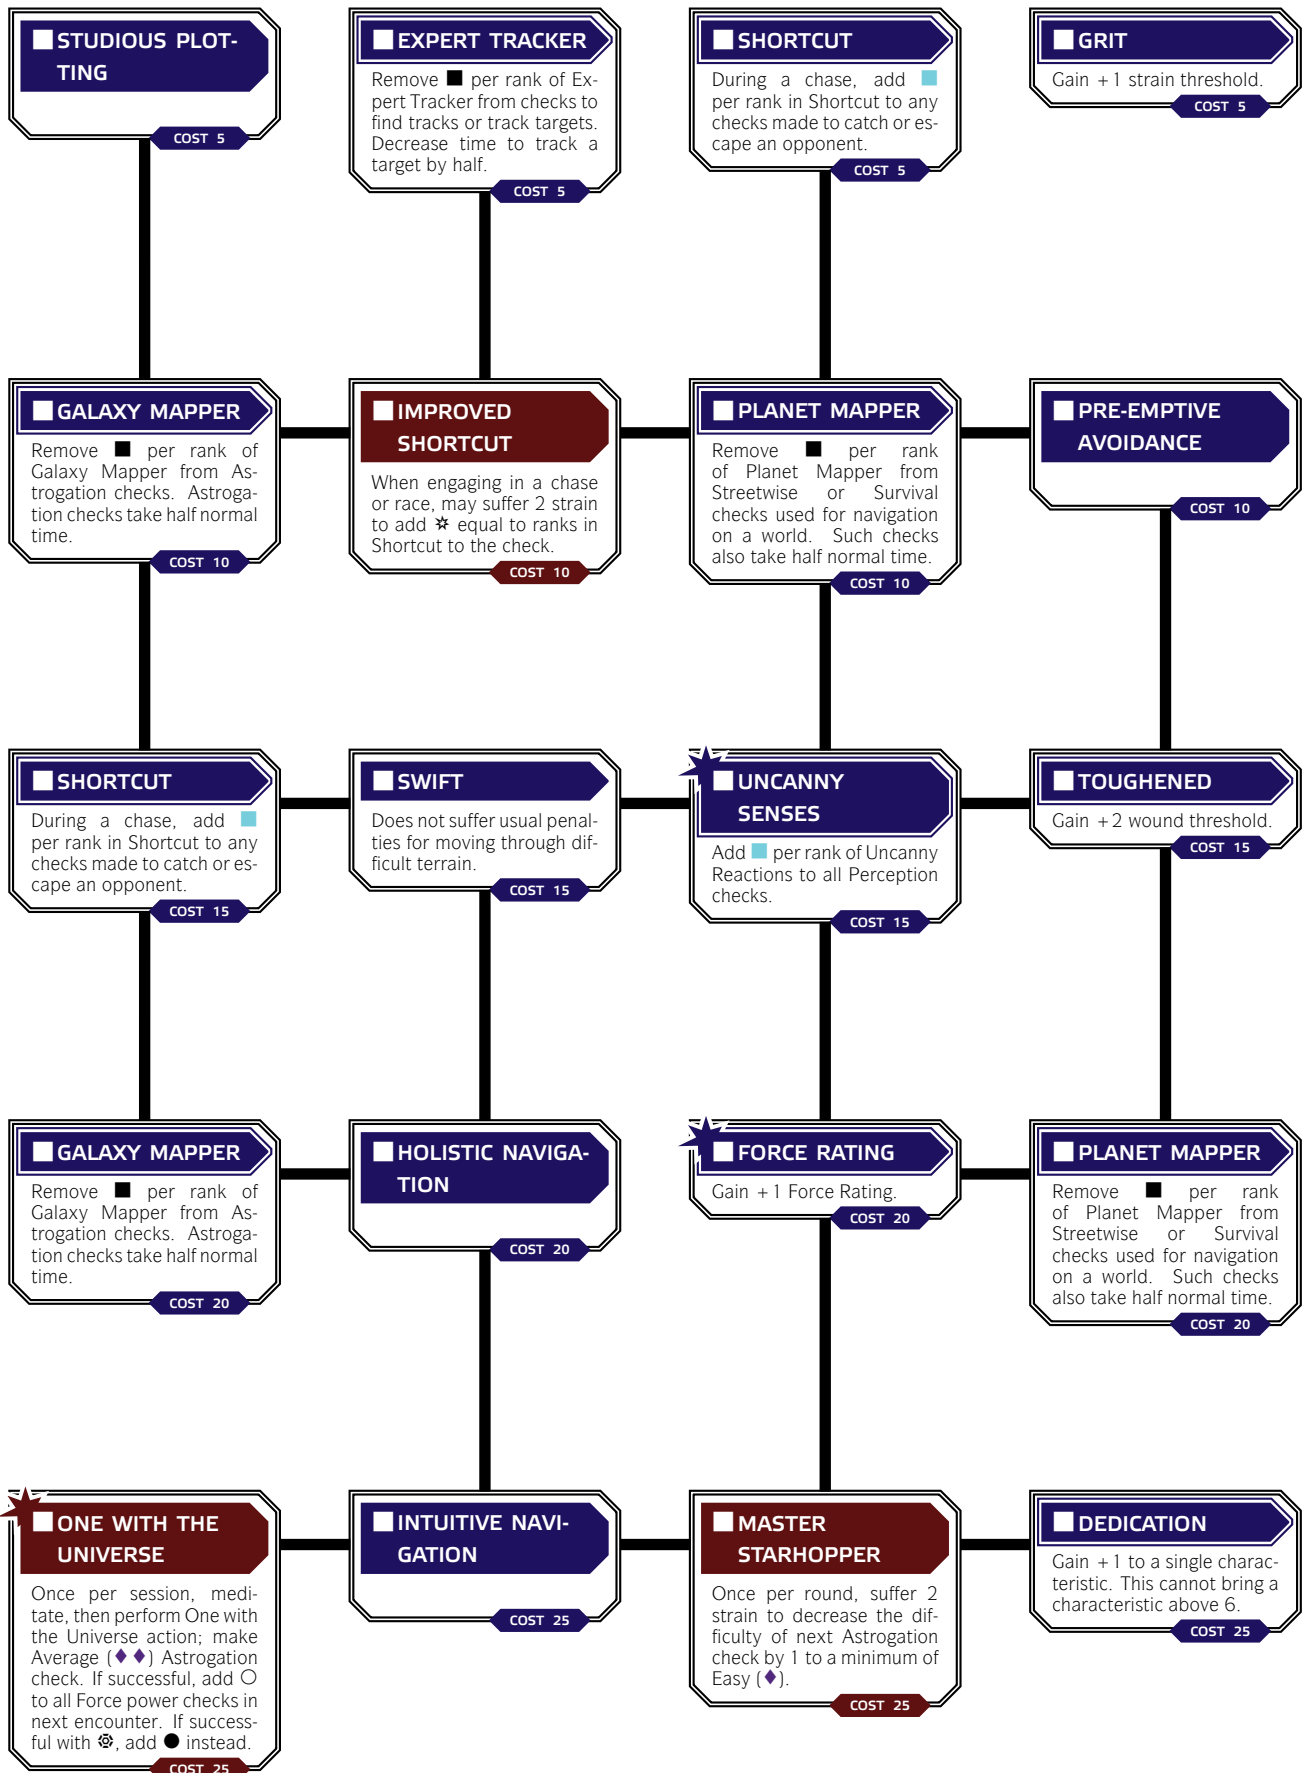 STUDIOUS PLOT-
TING
COST 5
EXPERT TRACKER
Remove ■ per rank of Ex-
pert Tracker from checks to
find tracks or track targets.
Decrease time to track a
target by half.
COST 5
SHORTCUT
During a chase, add ■
per rank in Shortcut to any
checks made to catch or es-
cape an opponent.
COST 5
GRIT
Gain +1 strain threshold.
COST 5
GALAXY MAPPER
Remove ■ per rank of
Galaxy Mapper from As-
trogation checks. Astroga-
tion checks take half normal
time.
COST 10
IMPROVED
SHORTCUT
When engaging in a chase
or race, may suffer 2 strain
to add equal to ranks in
Shortcut to the check.
COST 10
PLANET MAPPER
Remove ■ per rank
of Planet Mapper from
Streetwise or Survival
checks used for navigation
on a world. Such checks
also take half normal time.
COST 10
PRE-EMPTIVE
AVOIDANCE
COST 10
SHORTCUT
During a chase, add ■
per rank in Shortcut to any
checks made to catch or es-
cape an opponent.
COST 15
SWIFT
Does not suffer usual penal-
ties for moving through dif-
ficult terrain.
COST 15
UNCANNY
SENSES
Add ■ per rank of Uncanny
Reactions to all Perception
checks.
COST 15
TOUGHENED
Gain +2 wound threshold.
COST 15
GALAXY MAPPER
Remove ■ per rank of
Galaxy Mapper from As-
trogation checks. Astroga-
tion checks take half normal
time.
COST 20
HOLISTIC NAVIGA-
TION
COST 20
FORCE RATING
Gain +1 Force Rating.
COST 20
PLANET MAPPER
Remove ■ per rank
of Planet Mapper from
Streetwise or Survival
checks used for navigation
on a world. Such checks
also take half normal time.
COST 20
ONE WITH THE
UNIVERSE
Once per session, medi-
tate, then perform One with
the Universe action; make
Average (♦♦) Astrogation
check. If successful, add ○
to all Force power checks in
next encounter. If success-
ful with , add ● instead.
COST 25
INTUITIVE NAVI-
GATION
COST 25
MASTER
STARHOPPER
Once per round, suffer 2
strain to decrease the dif-
ficulty of next Astrogation
check by 1 to a minimum of
Easy (♦).
COST 25
DEDICATION
Gain +1 to a single charac-
teristic. This cannot bring a
characteristic above 6.
COST 25